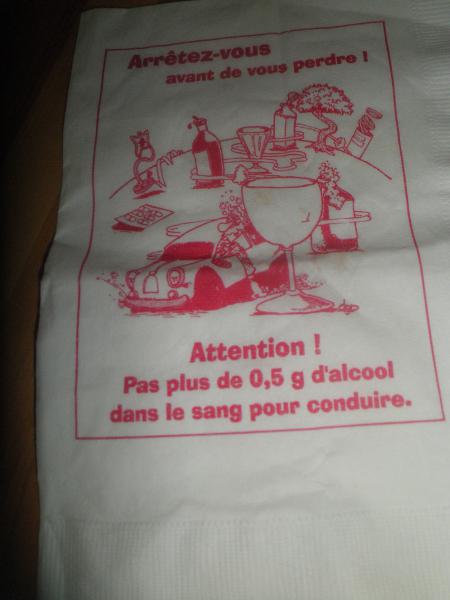 Arrêtez-vous
avant de vous perdre !
Attention !
Pas plus de 0,5 g d'alcool
dans le sang pour conduire.